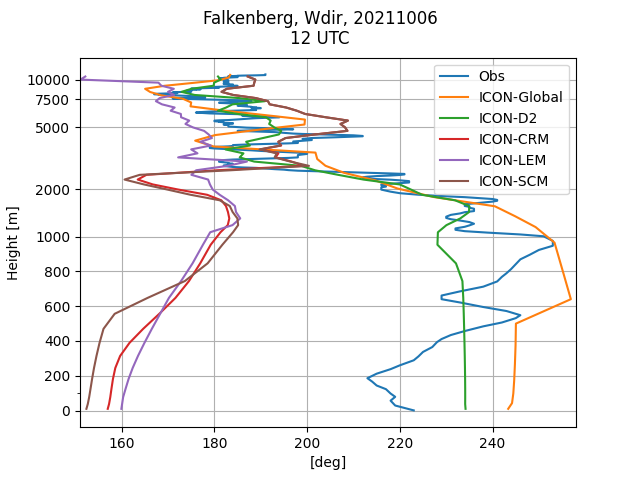 Falkenberg, Wdir, 20211006
12 UTC
Height [m]
10000
7500
5000
2000
1000
800
600
400
200
0
Obs
ICON-Global
ICON-D2
ICON-CRM
ICON-LEM
ICON-SCM
160
180
200
220
240
[deg]